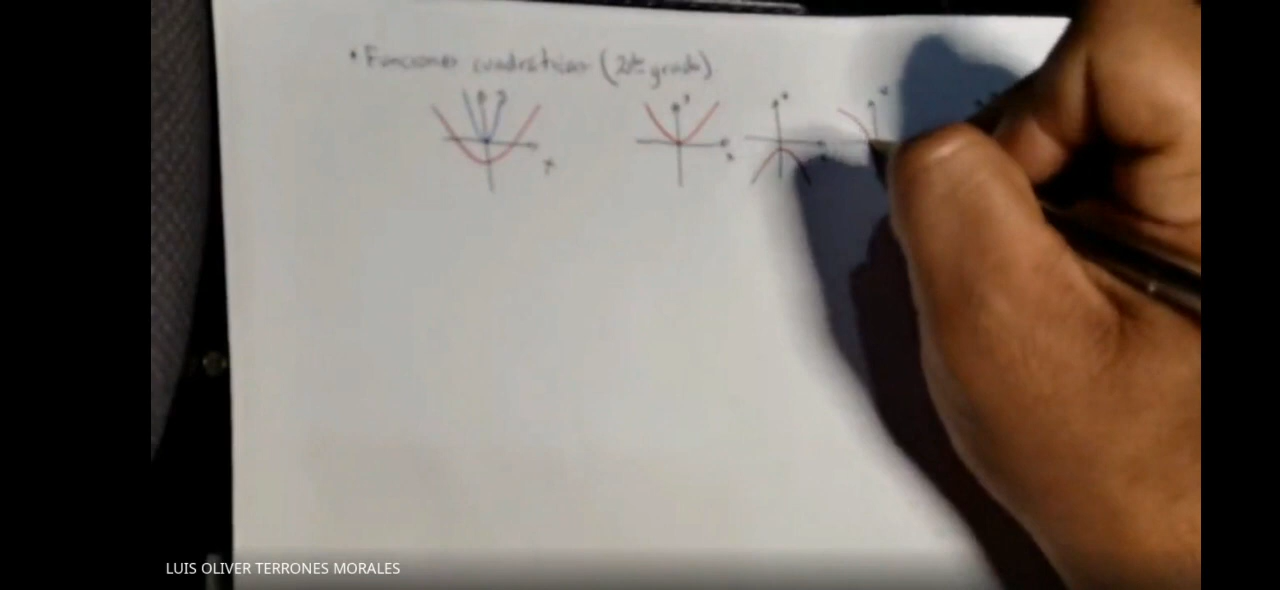 • Funciones cuadráticas (2do grado)
y y
x x
LUIS OLIVER TERRONES MORALES